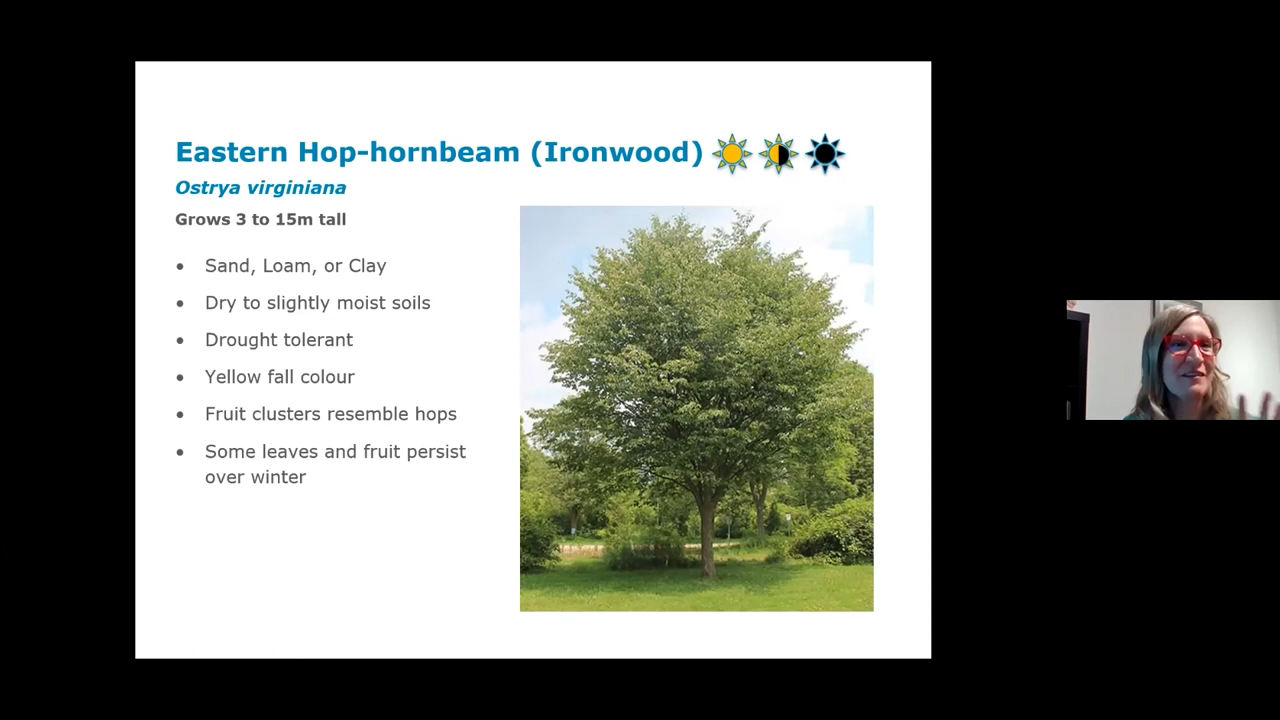 Eastern Hop-hornbeam (Ironwood)
Ostrya virginiana
Grows 3 to 15m tall
• Sand, Loam, or Clay
• Dry to slightly moist soils
• Drought tolerant
• Yellow fall colour
• Fruit clusters resemble hops
• Some leaves and fruit persist
over winter